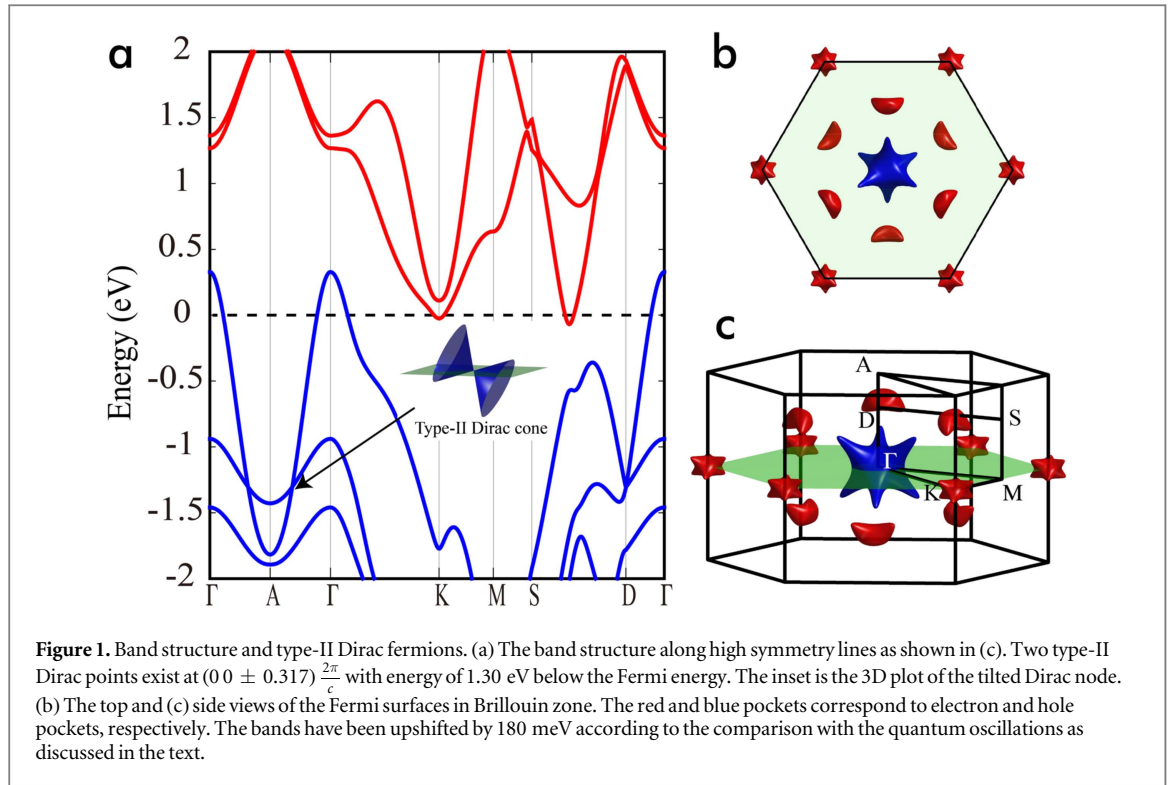 a
b
c
2
1.5
1
0.5
0
-0.5
-1
-1.5
-2
Energy (eV)
Type-II Dirac cone
Γ A Γ K M S D Γ
A
D
S
Γ
K
M
Figure 1. Band structure and type-II Dirac fermions. (a) The band structure along high symmetry lines as shown in (c). Two type-II
Dirac points exist at (0 0 ± 0.317) 2π/c with energy of 1.30 eV below the Fermi energy. The inset is the 3D plot of the tilted Dirac node.
(b) The top and (c) side views of the Fermi surfaces in Brillouin zone. The red and blue pockets correspond to electron and hole
pockets, respectively. The bands have been upshifted by 180 meV according to the comparison with the quantum oscillations as
discussed in the text.